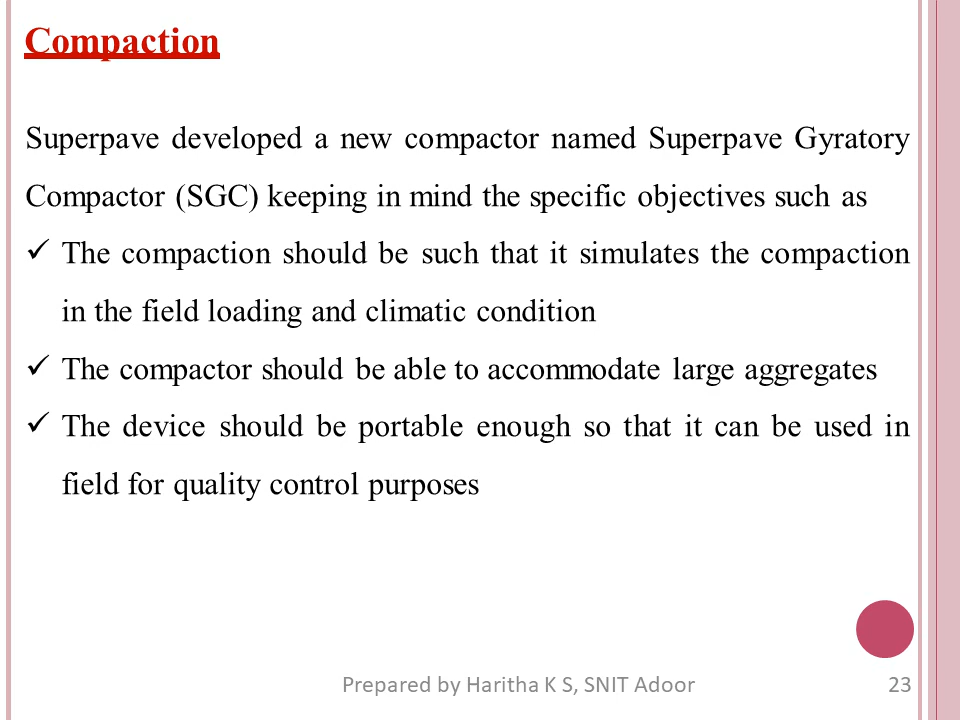 Compaction
Superpave developed a new compactor named Superpave Gyratory
Compactor (SGC) keeping in mind the specific objectives such as
✓ The compaction should be such that it simulates the compaction
in the field loading and climatic condition
✓ The compactor should be able to accommodate large aggregates
✓ The device should be portable enough so that it can be used in
field for quality control purposes
Prepared by Haritha K S, SNIT Adoor 23